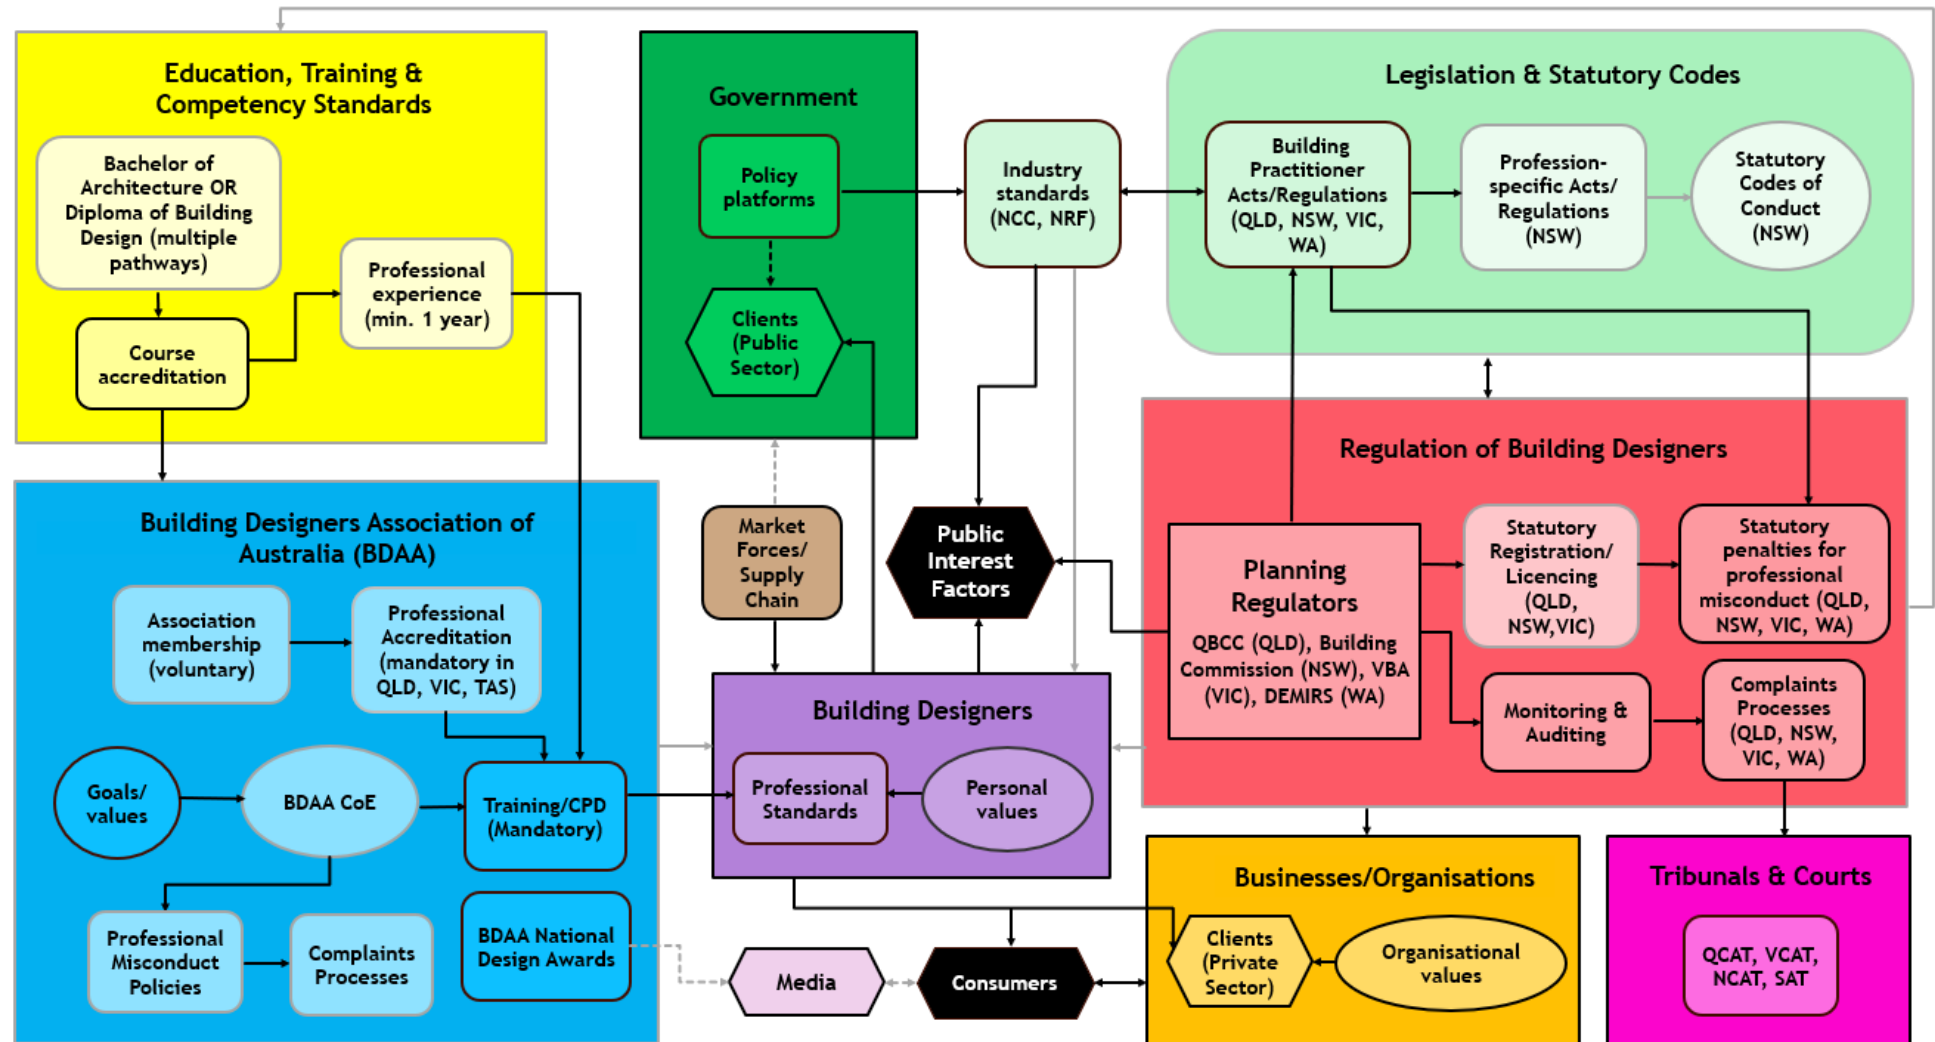 Education, Training &
Competency Standards
Bachelor of
Architecture OR
Diploma of Building
Design (multiple
pathways)
Professional
experience
(min. 1 year)
Course
accreditation
Government
Policy
platforms
Clients
(Public
Sector)
Industry
standards
(NCC, NRF)
Legislation & Statutory Codes
Building
Practitioner
Acts/Regulations
(QLD, NSW, VIC,
WA)
Profession-
specific Acts/
Regulations
(NSW)
Statutory
Codes of
Conduct
(NSW)
Building Designers Association of
Australia (BDAA)
Association
membership
(voluntary)
Professional
Accreditation
(mandatory in
QLD, VIC, TAS)
Goals/
values
BDAA CoE
Training/CPD
(Mandatory)
Professional
Misconduct
Policies
Complaints
Processes
BDAA National
Design Awards
Market
Forces/
Supply
Chain
Public
Interest
Factors
Building Designers
Professional
Standards
Personal
values
Media
Consumers
Regulation of Building Designers
Planning
Regulators
QBCC (QLD), Building
Commission (NSW), VBA
(VIC), DEMIRS (WA)
Statutory
Registration/
Licencing
(QLD,
NSW,VIC)
Statutory
penalties for
professional
misconduct (QLD,
NSW, VIC, WA)
Monitoring &
Auditing
Complaints
Processes
(QLD, NSW,
VIC, WA)
Businesses/Organisations
Clients
(Private
Sector)
Organisational
values
Tribunals & Courts
QCAT, VCAT,
NCAT, SAT